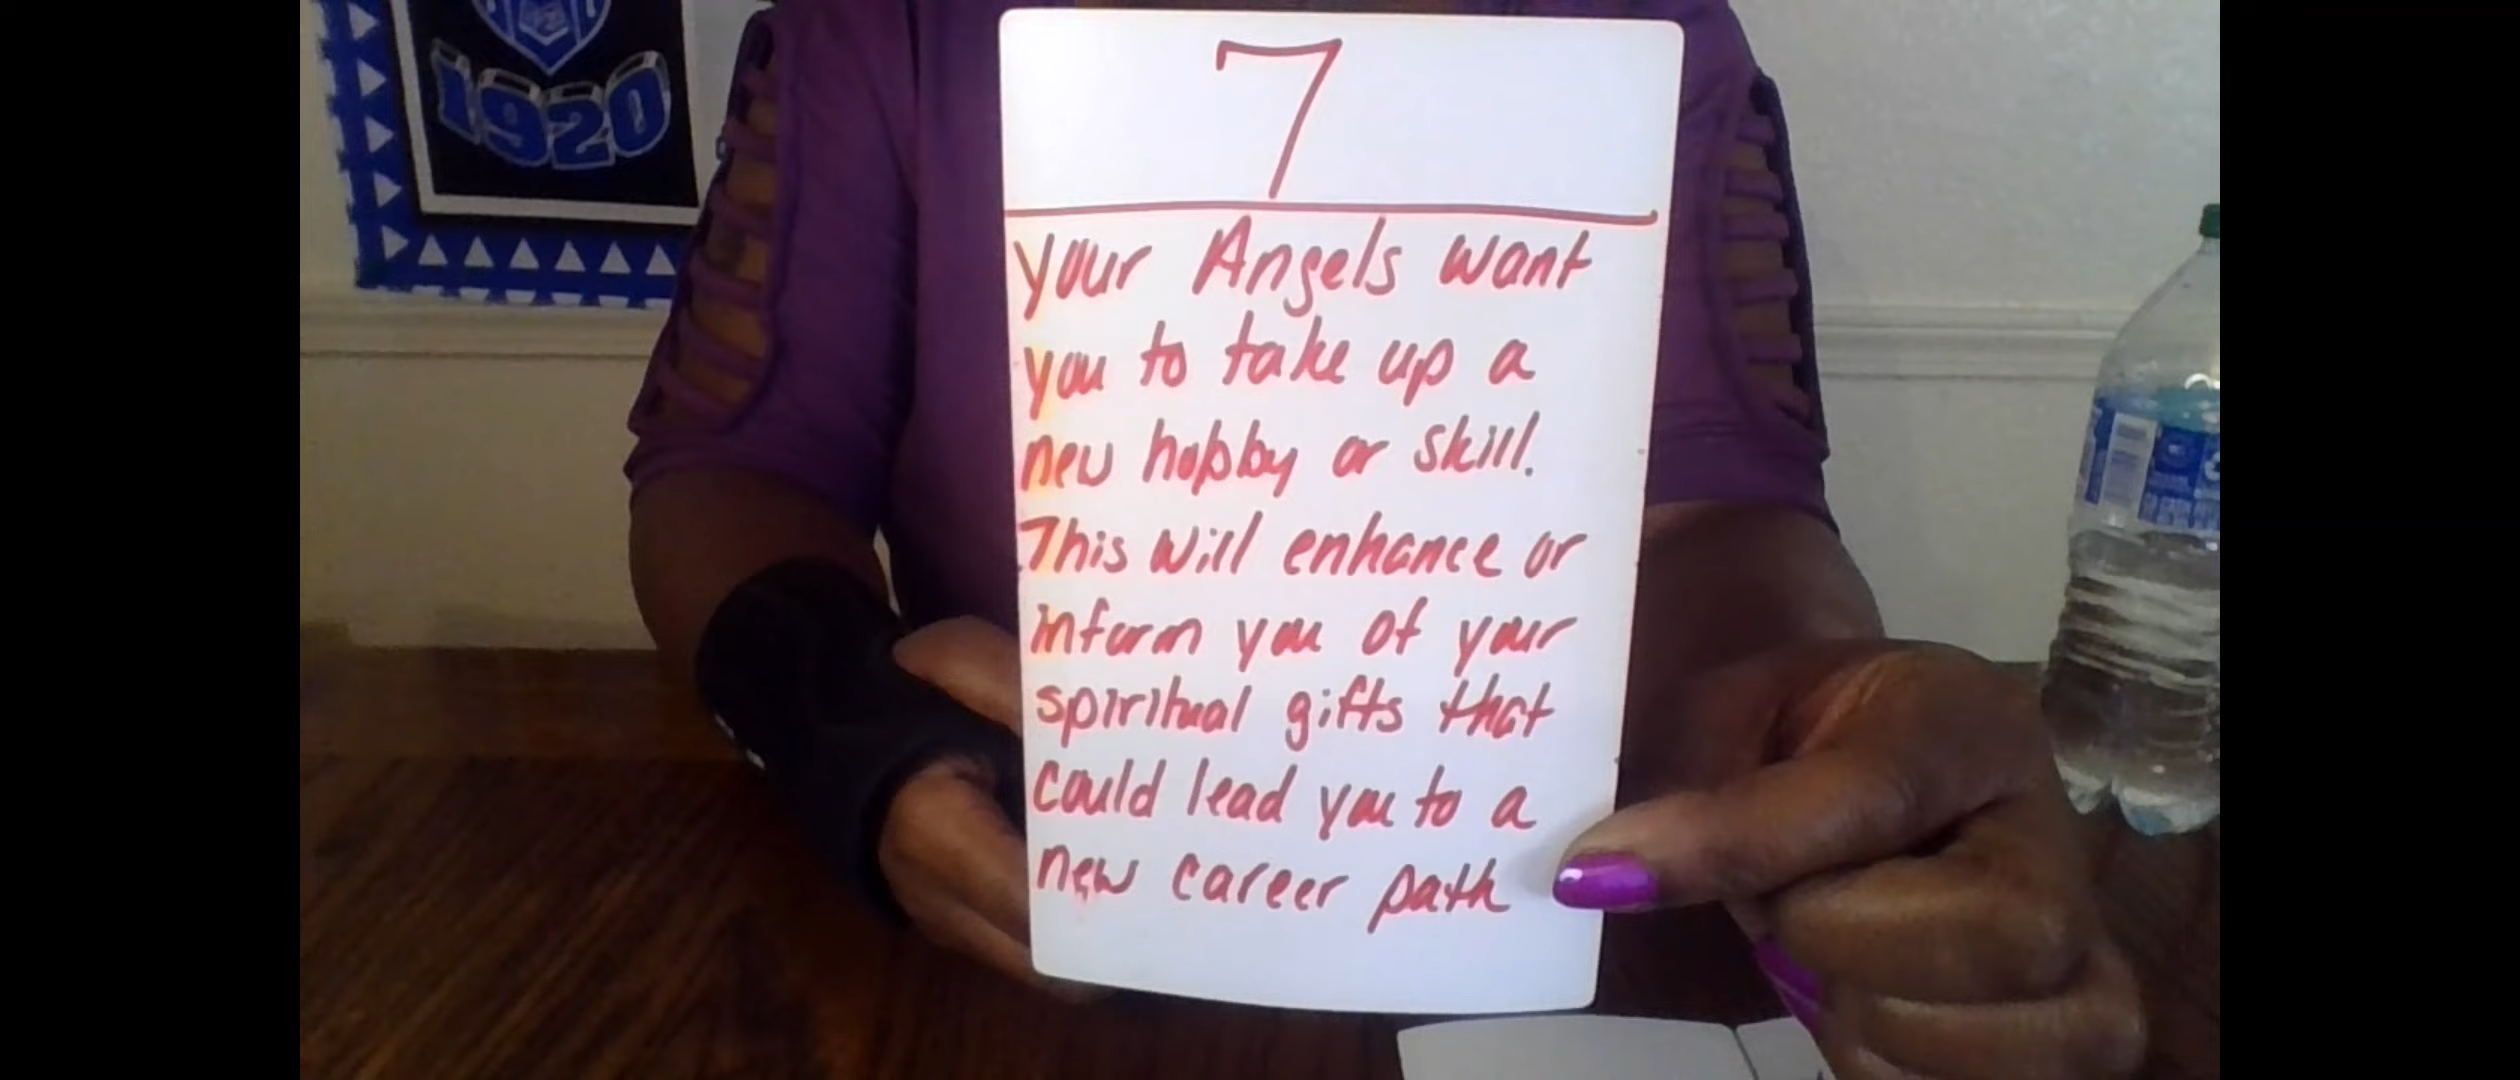 1920
7
Your Angels want
you to take up a
new hobby or skill.
This will enhance or
inform you of your
spiritual gifts that
could lead you to a
new career path